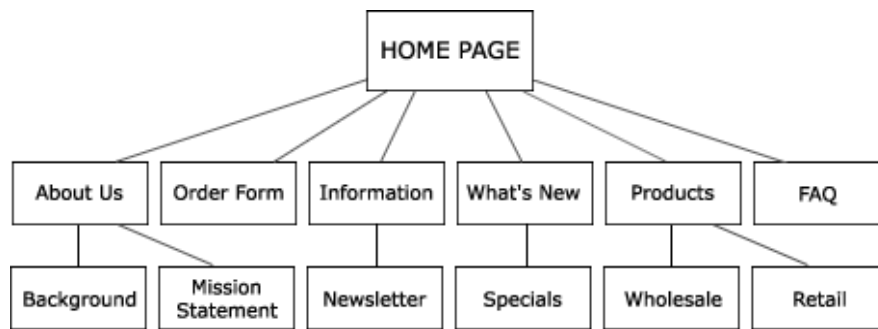 HOME PAGE
About Us
Order Form
Information
What's New
Products
FAQ
Background
Mission
Statement
Newsletter
Specials
Wholesale
Retail